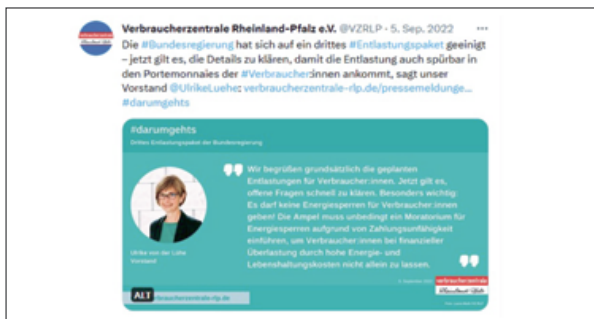 Verbraucherzentrale Rheinland-Pfalz e.V. @VZRLP · 5. Sep. 2022 ···
Die #Bundesregierung hat sich auf ein drittes #Entlastungspaket geeinigt
– jetzt gilt es, die Details zu klären, damit die Entlastung auch spürbar in
den Portemonnaies der #Verbraucher:innen ankommt, sagt unser
Vorstand @UlrikeLuehe: verbraucherzentrale-rlp.de/pressemeldunge...
#darumgehts
#darumgehts
Drittes Entlastungspaket der Bundesregierung
Wir begrüßen grundsätzlich die geplanten
Entlastungen für Verbraucher:innen. Jetzt gilt es,
offene Fragen schnell zu klären. Besonders wichtig:
Es darf keine Energiesperren für Verbraucher:innen
geben! Die Ampel muss unbedingt ein Moratorium für
Energiesperren aufgrund von Zahlungsunfähigkeit
einführen, um Verbraucher:innen bei finanzieller
Überlastung durch hohe Energie- und
Lebenshaltungskosten nicht allein zu lassen.
Ulrike von der Lühe
Vorstand
verbraucherzentrale
Rheinland-Pfalz
ALT
verbraucherzentrale-rlp.de